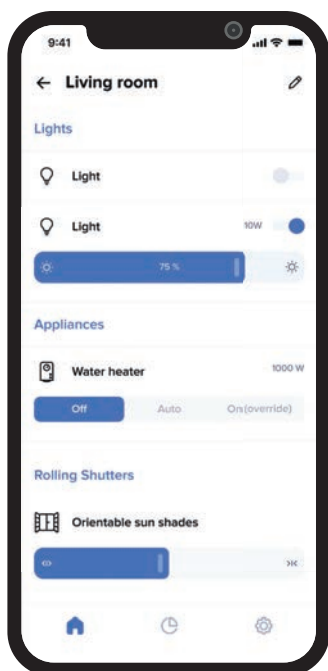 9:41
Living room
Lights
Light
Light 10W
75 %
Appliances
Water heater 1000 W
Off Auto On(override)
Rolling Shutters
Orientable sun shades